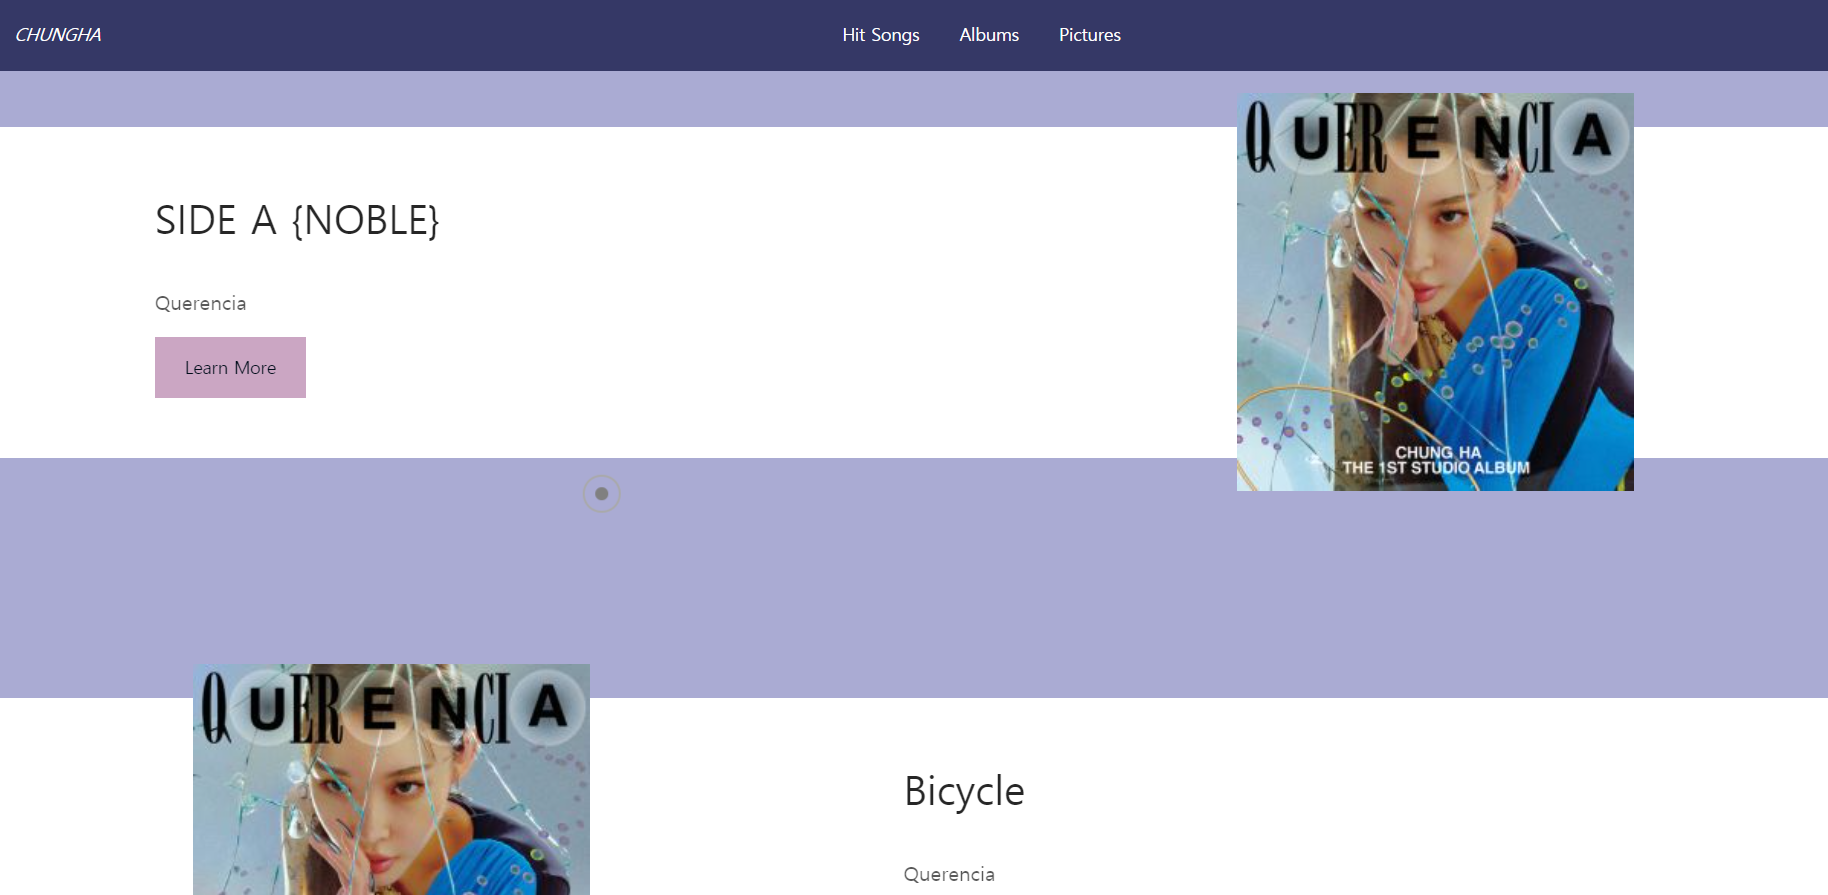 CHUNGHA
Hit Songs
Albums
Pictures
QUERENCIA
SIDE A {NOBLE}
Querencia
Learn More
CHUNG HA
THE 1ST STUDIO ALBUM
QUERENCIA
Bicycle
Querencia